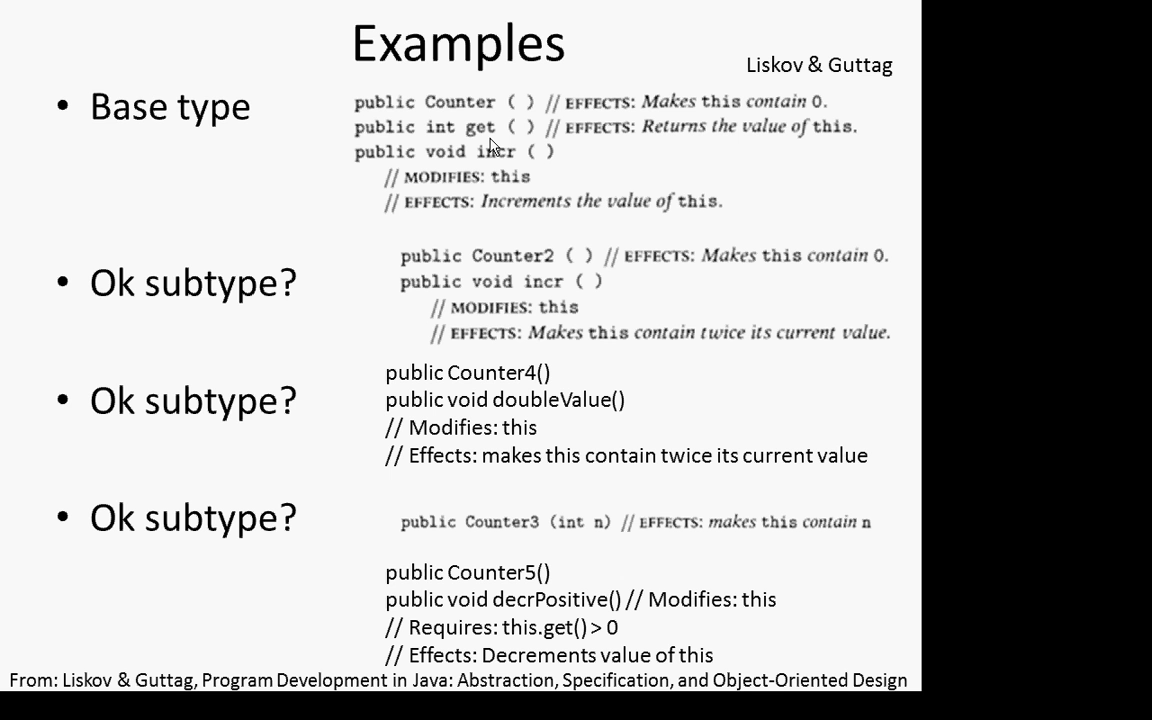 Examples
Liskov & Guttag
• Base type
public Counter ( ) // EFFECTS: Makes this contain 0.
public int get ( ) // EFFECTS: Returns the value of this.
public void incr ( )
// MODIFIES: this
// EFFECTS: Increments the value of this.
• Ok subtype?
public Counter2 ( ) // EFFECTS: Makes this contain 0.
public void incr ( )
// MODIFIES: this
// EFFECTS: Makes this contain twice its current value.
• Ok subtype?
public Counter4()
public void doubleValue()
// Modifies: this
// Effects: makes this contain twice its current value
• Ok subtype?
public Counter3 (int n) // EFFECTS: makes this contain n
public Counter5()
public void decrPositive() // Modifies: this
// Requires: this.get() > 0
// Effects: Decrements value of this
From: Liskov & Guttag, Program Development in Java: Abstraction, Specification, and Object-Oriented Design